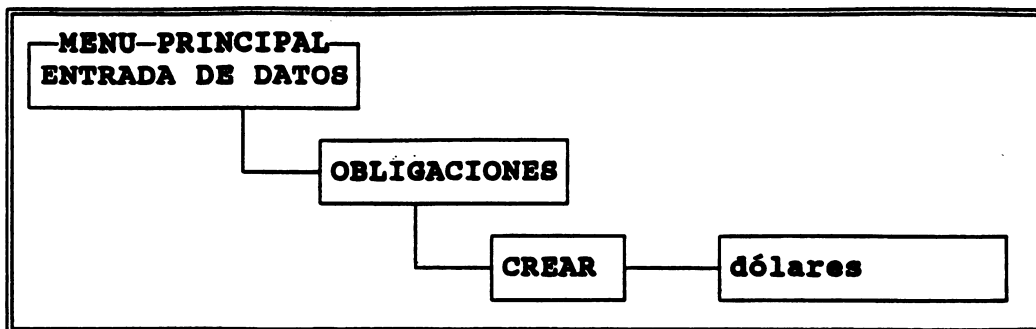 MENU-PRINCIPAL
ENTRADA DE DATOS
OBLIGACIONES
CREAR
dólares